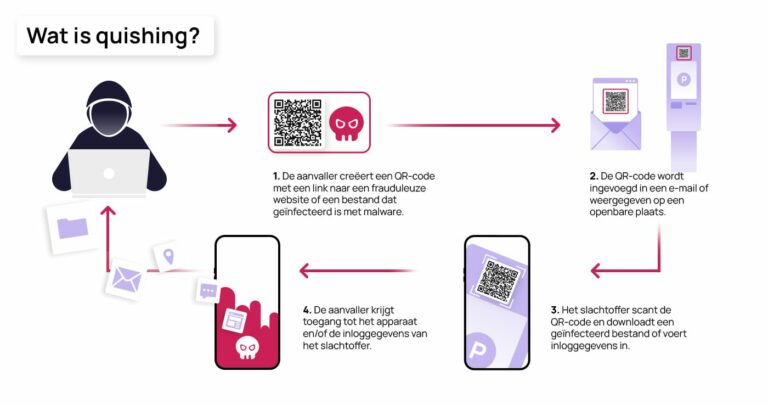 Wat is quishing?
1. De aanvaller creëert een QR-code
met een link naar een frauduleuze
website of een bestand dat
geïnfecteerd is met malware.
2. De QR-code wordt
ingevoegd in een e-mail of
weergegeven op een
openbare plaats.
P
4. De aanvaller krijgt
toegang tot het apparaat
en/of de inloggegevens van
het slachtoffer.
P
3. Het slachtoffer scant de
QR-code en downloadt een
geïnfecteerd bestand of voert
inloggegevens in.